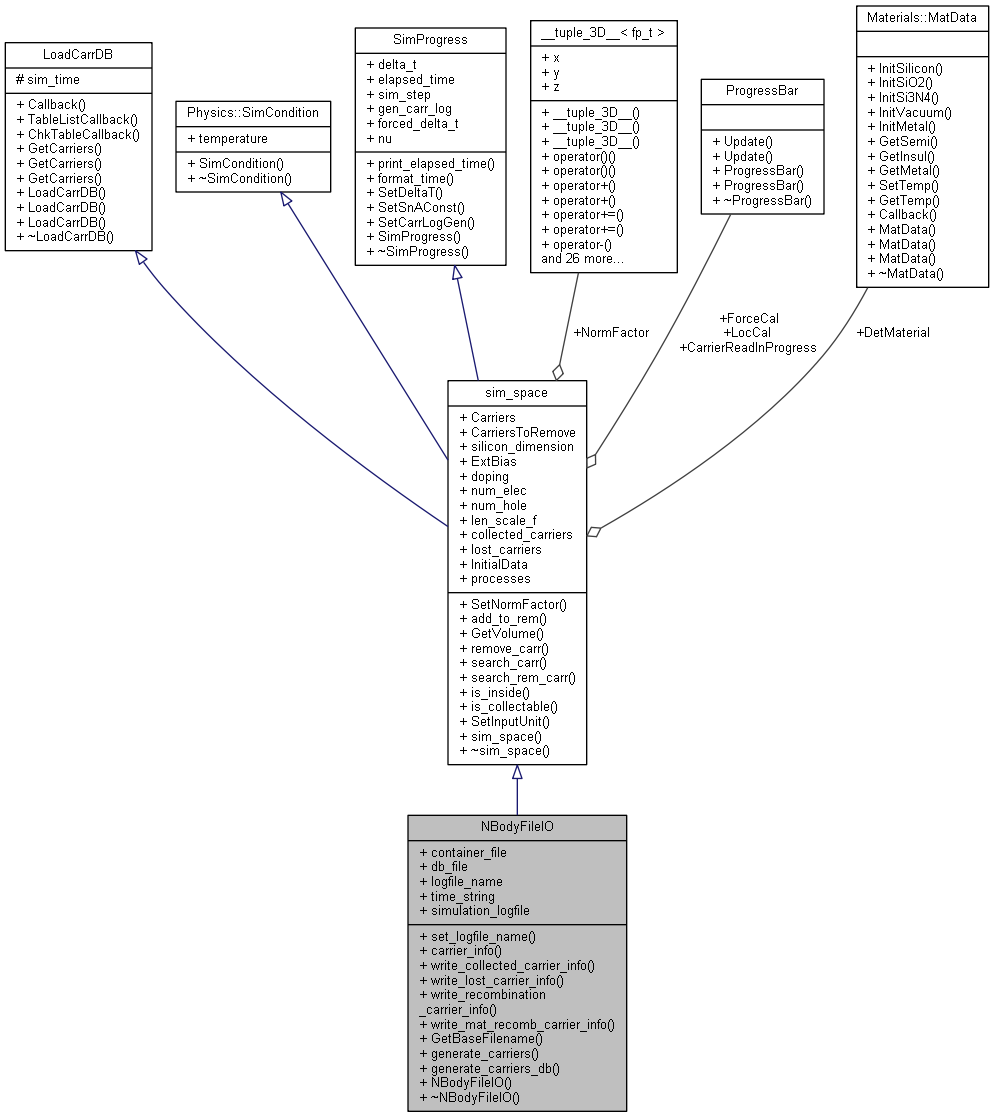 LoadCarrDB
# sim_time
+ Callback()
+ TableListCallback()
+ ChkTableCallback()
+ GetCarriers()
+ GetCarriers()
+ GetCarriers()
+ LoadCarrDB()
+ LoadCarrDB()
+ LoadCarrDB()
+ ~LoadCarrDB()
Physics::SimCondition
+ temperature
+ SimCondition()
+ ~SimCondition()
SimProgress
+ delta_t
+ elapsed_time
+ sim_step
+ gen_carr_log
+ forced_delta_t
+ nu
+ print_elapsed_time()
+ format_time()
+ SetDeltaT()
+ SetSnAConst()
+ SetCarrLogGen()
+ SimProgress()
+ ~SimProgress()
__tuple_3D__< fp_t >
+ x
+ y
+ z
+ __tuple_3D__()
+ __tuple_3D__()
+ __tuple_3D__()
+ operator()()
+ operator()()
+ operator+()
+ operator+()
+ operator+=()
+ operator+=()
+ operator-()
and 26 more...
ProgressBar
+ Update()
+ Update()
+ ProgressBar()
+ ProgressBar()
+ ~ProgressBar()
Materials::MatData
+ InitSilicon()
+ InitSiO2()
+ InitSi3N4()
+ InitVacuum()
+ InitMetal()
+ GetSemi()
+ GetInsul()
+ GetMetal()
+ SetTemp()
+ GetTemp()
+ Callback()
+ MatData()
+ MatData()
+ MatData()
+ ~MatData()
+NormFactor
+ForceCal
+LocCal
+CarrierReadInProgress
+DetMaterial
sim_space
+ Carriers
+ CarriersToRemove
+ silicon_dimension
+ ExtBias
+ doping
+ num_elec
+ num_hole
+ len_scale_f
+ collected_carriers
+ lost_carriers
+ InitialData
+ processes
+ SetNormFactor()
+ add_to_rem()
+ GetVolume()
+ remove_carr()
+ search_carr()
+ search_rem_carr()
+ is_inside()
+ is_collectable()
+ SetInputUnit()
+ sim_space()
+ ~sim_space()
NBodyFileIO
+ container_file
+ db_file
+ logfile_name
+ time_string
+ simulation_logfile
+ set_logfile_name()
+ carrier_info()
+ write_collected_carrier_info()
+ write_lost_carrier_info()
+ write_recombination
_carrier_info()
+ write_mat_recomb_carrier_info()
+ GetBaseFilename()
+ generate_carriers()
+ generate_carriers_db()
+ NBodyFileIO()
+ ~NBodyFileIO()